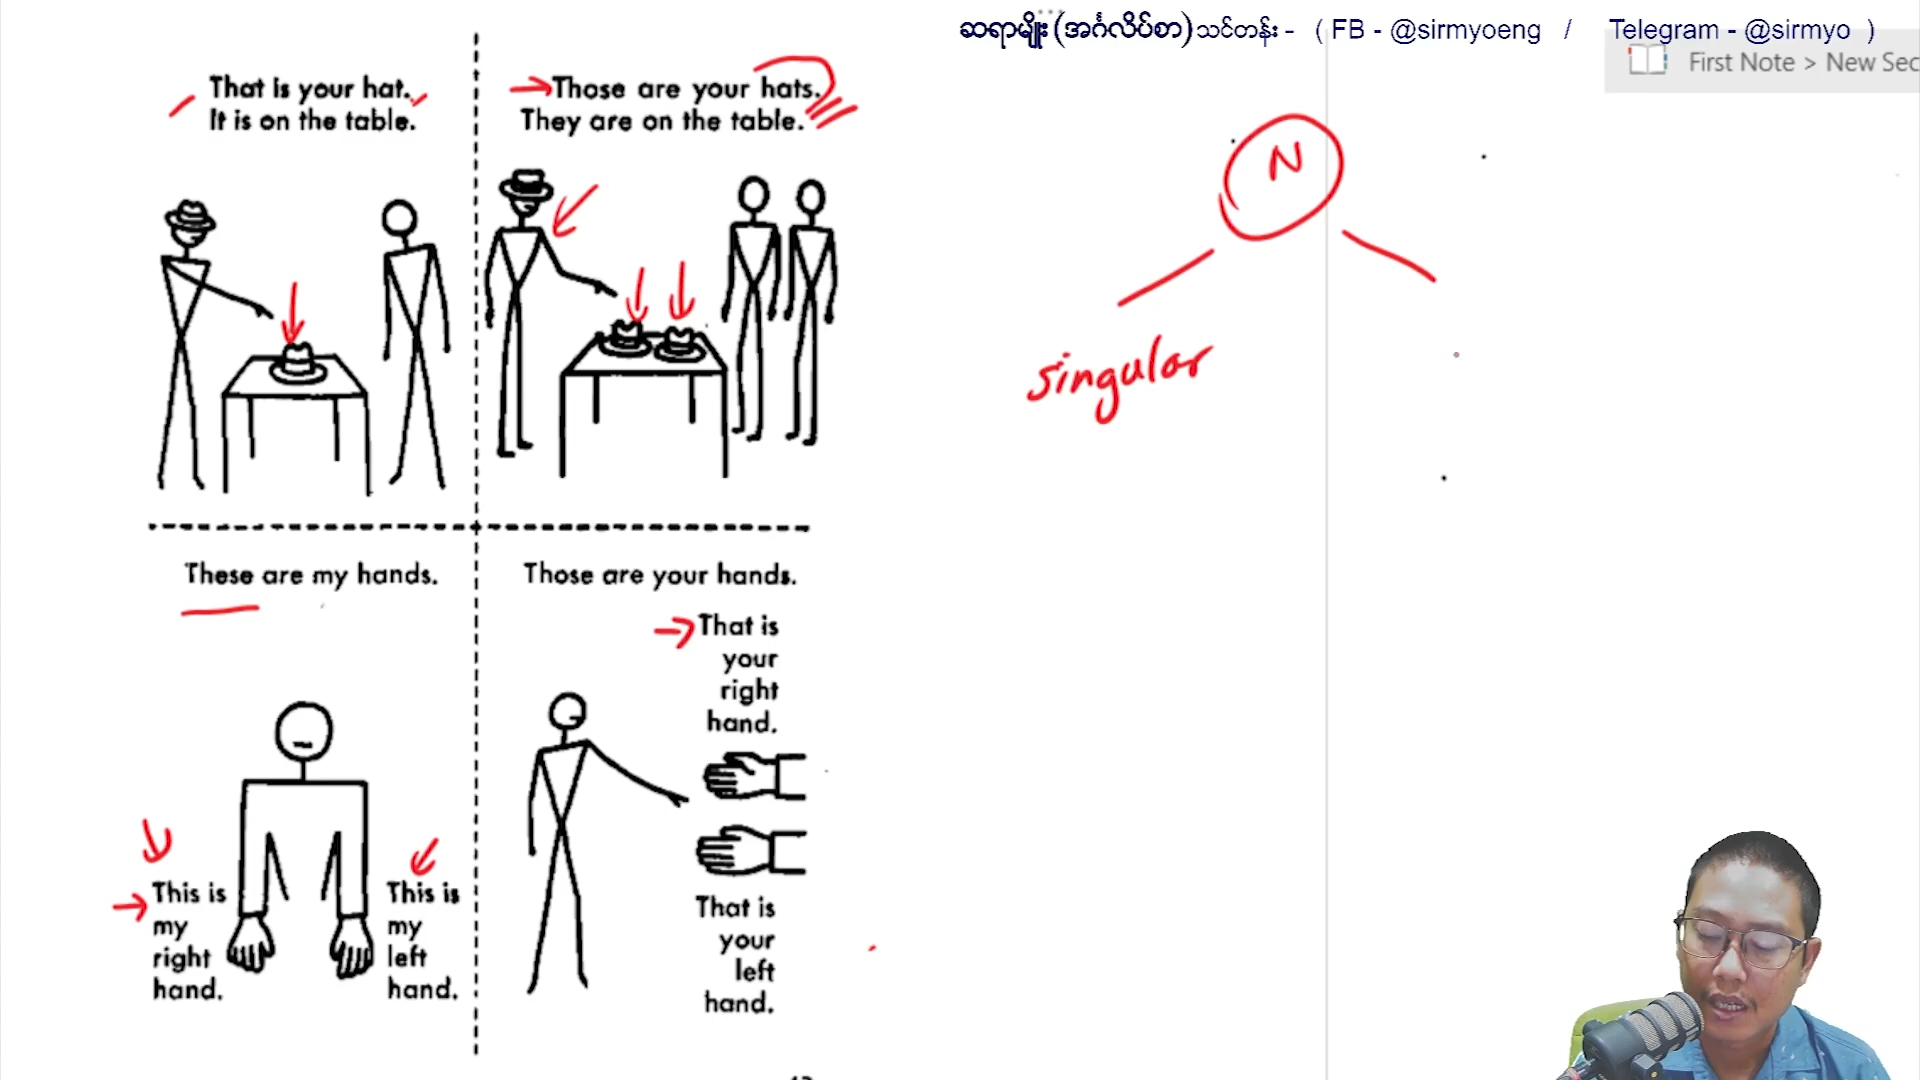 ဆရာမျိုး (အင်္ဂလိပ်စာ) သင်တန်း - ( FB - @sirmyoeng / Telegram - @sirmyo )
First Note > New Sec
That is your hat.
It is on the table.
Those are your hats.
They are on the table.
N
singular
These are my hands.
This is
my
right
hand.
This is
my
left
hand.
Those are your hands.
That is
your
right
hand.
That is
your
left
hand.